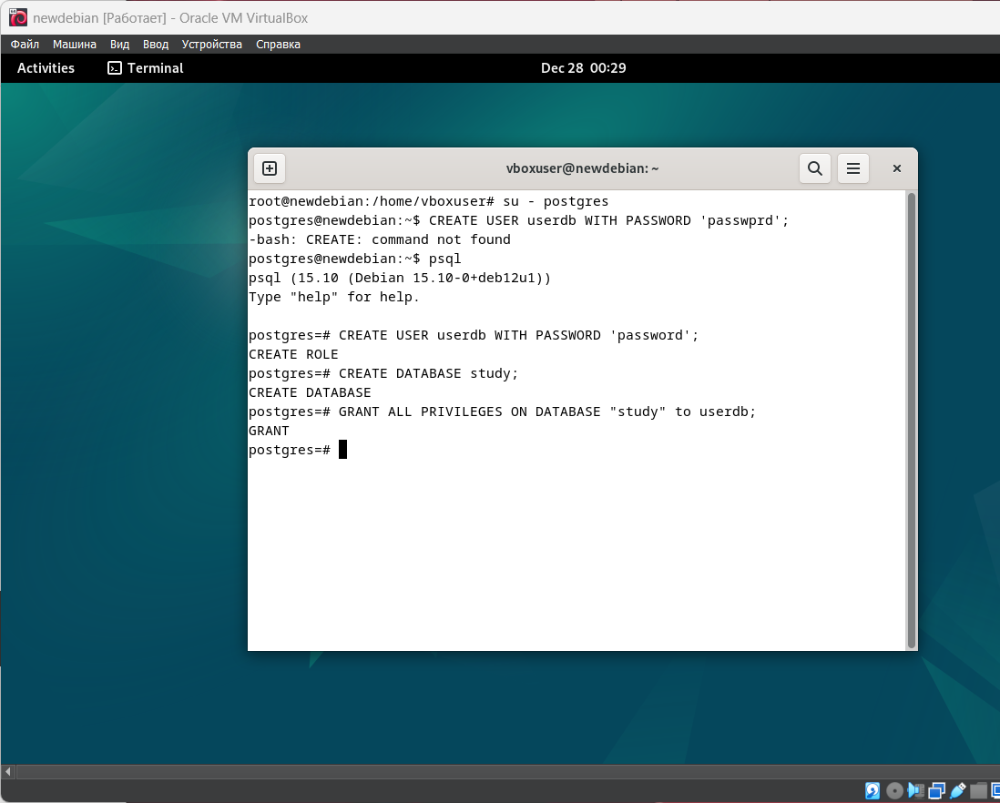 newdebian [Работает] - Oracle VM VirtualBox
Файл Машина Вид Ввод Устройства Справка
Activities Terminal Dec 28 00:29
vboxuser@newdebian: ~
root@newdebian:/home/vboxuser# su - postgres
postgres@newdebian:~$ CREATE USER userdb WITH PASSWORD 'passwprd';
-bash: CREATE: command not found
postgres@newdebian:~$ psql
psql (15.10 (Debian 15.10-0+deb12u1))
Type "help" for help.
postgres=# CREATE USER userdb WITH PASSWORD 'password';
CREATE ROLE
postgres=# CREATE DATABASE study;
CREATE DATABASE
postgres=# GRANT ALL PRIVILEGES ON DATABASE "study" to userdb;
GRANT
postgres=#